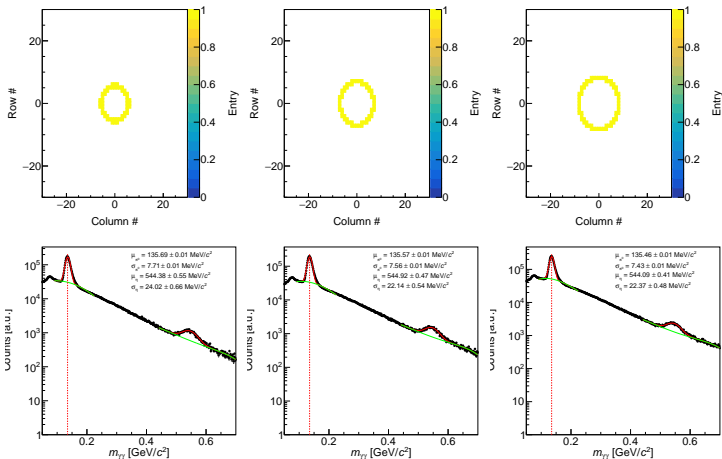 20
0
−20
Row #
−20
0
20
Column #
1
0.8
0.6
0.4
0.2
0
Entry
20
0
−20
Row #
−20
0
20
Column #
1
0.8
0.6
0.4
0.2
0
Entry
20
0
−20
Row #
−20
0
20
Column #
1
0.8
0.6
0.4
0.2
0
Entry
μπ⁰ = 135.69 ± 0.01 MeV/c²
σπ⁰ = 7.71 ± 0.01 MeV/c²
μη = 544.38 ± 0.55 MeV/c²
ση = 24.02 ± 0.66 MeV/c²
10⁵
10⁴
10³
10²
10
1
Counts [a.u.]
0.2
0.4
0.6
mγγ [GeV/c²]
μπ⁰ = 135.57 ± 0.01 MeV/c²
σπ⁰ = 7.56 ± 0.01 MeV/c²
μη = 544.92 ± 0.47 MeV/c²
ση = 22.14 ± 0.54 MeV/c²
10⁵
10⁴
10³
10²
10
1
Counts [a.u.]
0.2
0.4
0.6
mγγ [GeV/c²]
μπ⁰ = 135.46 ± 0.01 MeV/c²
σπ⁰ = 7.43 ± 0.01 MeV/c²
μη = 544.09 ± 0.41 MeV/c²
ση = 22.37 ± 0.48 MeV/c²
10⁵
10⁴
10³
10²
10
1
Counts [a.u.]
0.2
0.4
0.6
mγγ [GeV/c²]